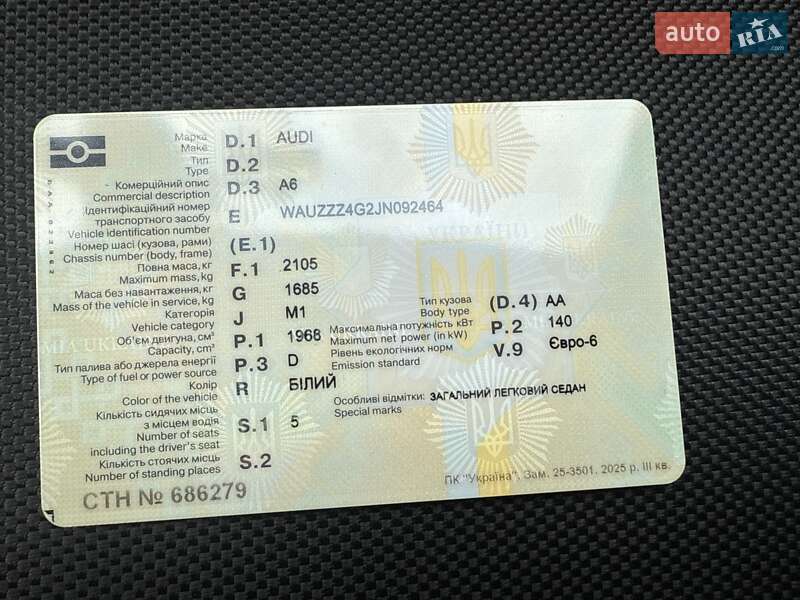 auto RIA.com
Марка D.1 AUDI
Make
Тип D.2
Type
Комерційний опис D.3 A6
Commercial description
Ідентифікаційний номер
транспортного засобу E WAUZZZ4G2JN092464
Vehicle identification number
Номер шасі (кузова, рами) (E.1)
Chassis number (body, frame)
Повна маса, кг F.1 2105
Maximum mass, kg
Маса без навантаження, кг G 1685
Mass of the vehicle in service, kg
Тип кузова (D.4) AA
Body type
Категорія J M1
Vehicle category
Максимальна потужність кВт P.2 140
Maximum net power (in kW)
Об'єм двигуна, см³ P.1 1968
Capacity, cm³
Рівень екологічних норм V.9 Євро-6
Emission standard
Тип палива або джерела енергії P.3 D
Type of fuel or power source
Колір R БІЛИЙ
Color of the vehicle
Особливі відмітки: ЗАГАЛЬНИЙ ЛЕГКОВИЙ СЕДАН
Special marks
Кількість сидячих місць
з місцем водія S.1 5
Number of seats
including the driver's seat
Кількість стоячих місць S.2
Number of standing places
СТН № 686279
ПК "Україна". Зам. 25-3501. 2025 р. III кв.